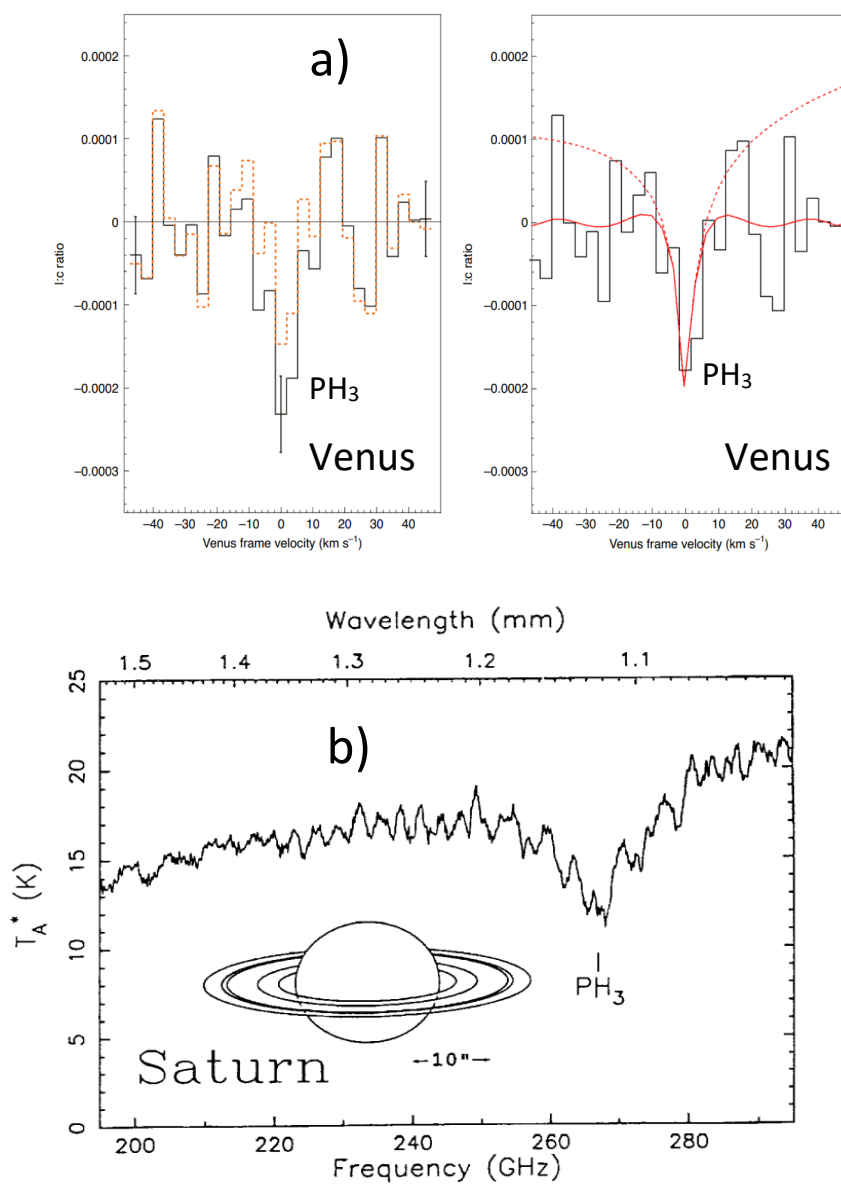 a)
0.0002
0.0001
0
−0.0001
−0.0002
−0.0003
l:c ratio
PH3
Venus
−40 −30 −20 −10 0 10 20 30 40
Venus frame velocity (km s−1)
0.0002
0.0001
0
−0.0001
−0.0002
−0.0003
l:c ratio
PH3
Venus
−40 −30 −20 −10 0 10 20 30 40
Venus frame velocity (km s−1)
Wavelength (mm)
1.5 1.4 1.3 1.2 1.1
b)
25
20
15
10
5
0
TA* (K)
PH3
Saturn
10"
200 220 240 260 280
Frequency (GHz)